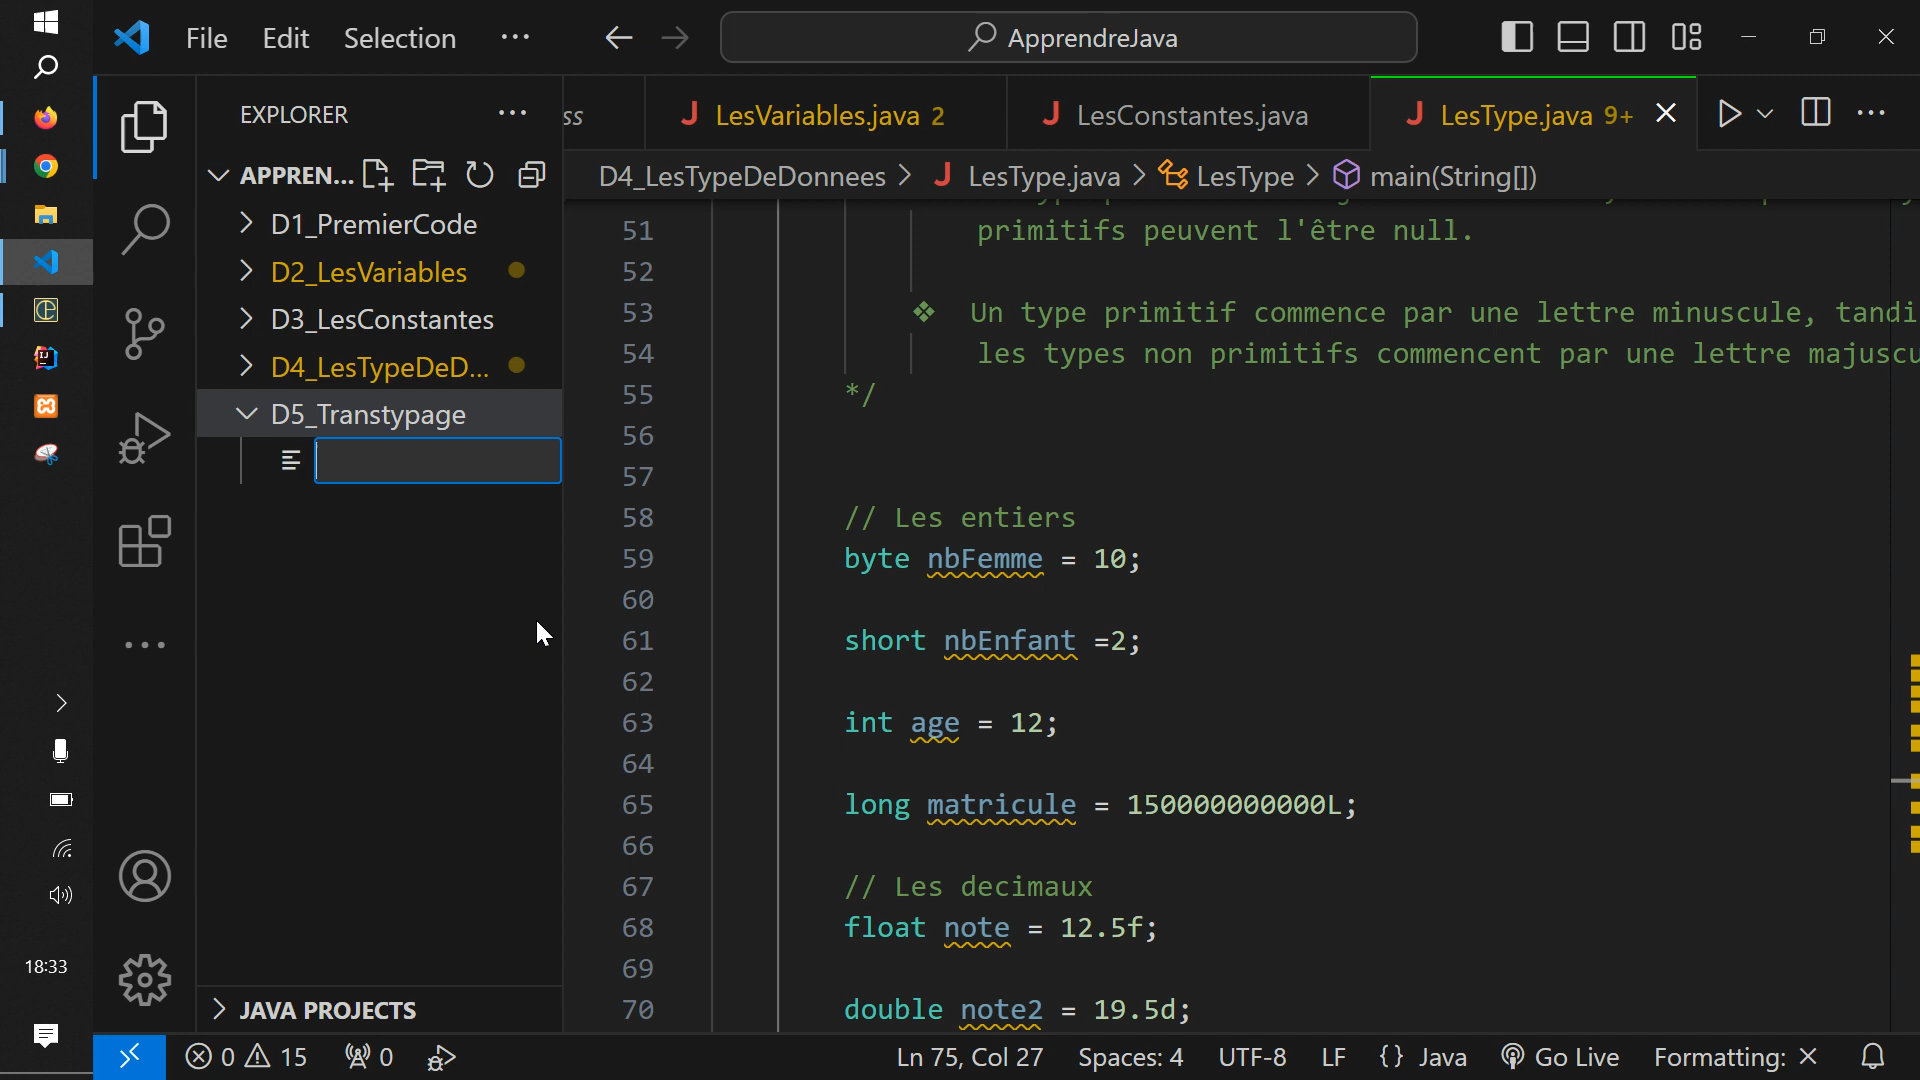 File Edit Selection ···
ApprendreJava
EXPLORER
ss
LesVariables.java 2
LesConstantes.java
LesType.java 9+
APPREN...
D4_LesTypeDeDonnees > LesType.java > LesType > main(String[])
D1_PremierCode
D2_LesVariables
D3_LesConstantes
D4_LesTypeDeD...
D5_Transtypage
51 primitifs peuvent l'être null.
52
53 ❖ Un type primitif commence par une lettre minuscule, tandi
54 les types non primitifs commencent par une lettre majuscu
55 */
56
57
58 // Les entiers
59 byte nbFemme = 10;
60
61 short nbEnfant =2;
62
63 int age = 12;
64
65 long matricule = 150000000000L;
66
67 // Les decimaux
68 float note = 12.5f;
69
70 double note2 = 19.5d;
JAVA PROJECTS
18:33
0 15 0
Ln 75, Col 27 Spaces: 4 UTF-8 LF {} Java Go Live Formatting: ×